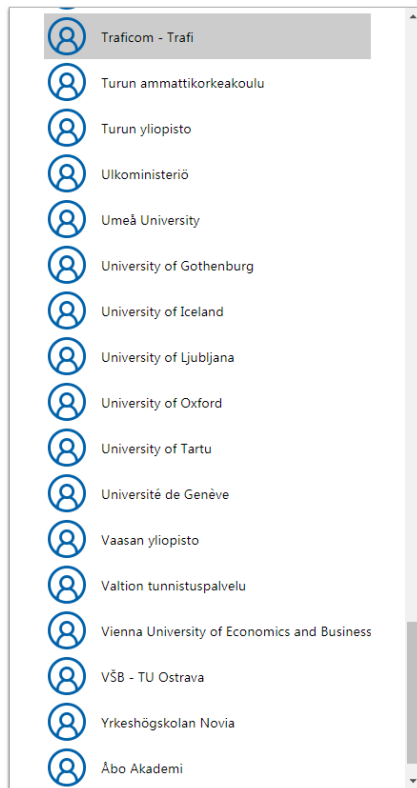 Traficom - Trafi
Turun ammattikorkeakoulu
Turun yliopisto
Ulkoministeriö
Umeå University
University of Gothenburg
University of Iceland
University of Ljubljana
University of Oxford
University of Tartu
Université de Genève
Vaasan yliopisto
Valtion tunnistuspalvelu
Vienna University of Economics and Business
VŠB - TU Ostrava
Yrkeshögskolan Novia
Åbo Akademi